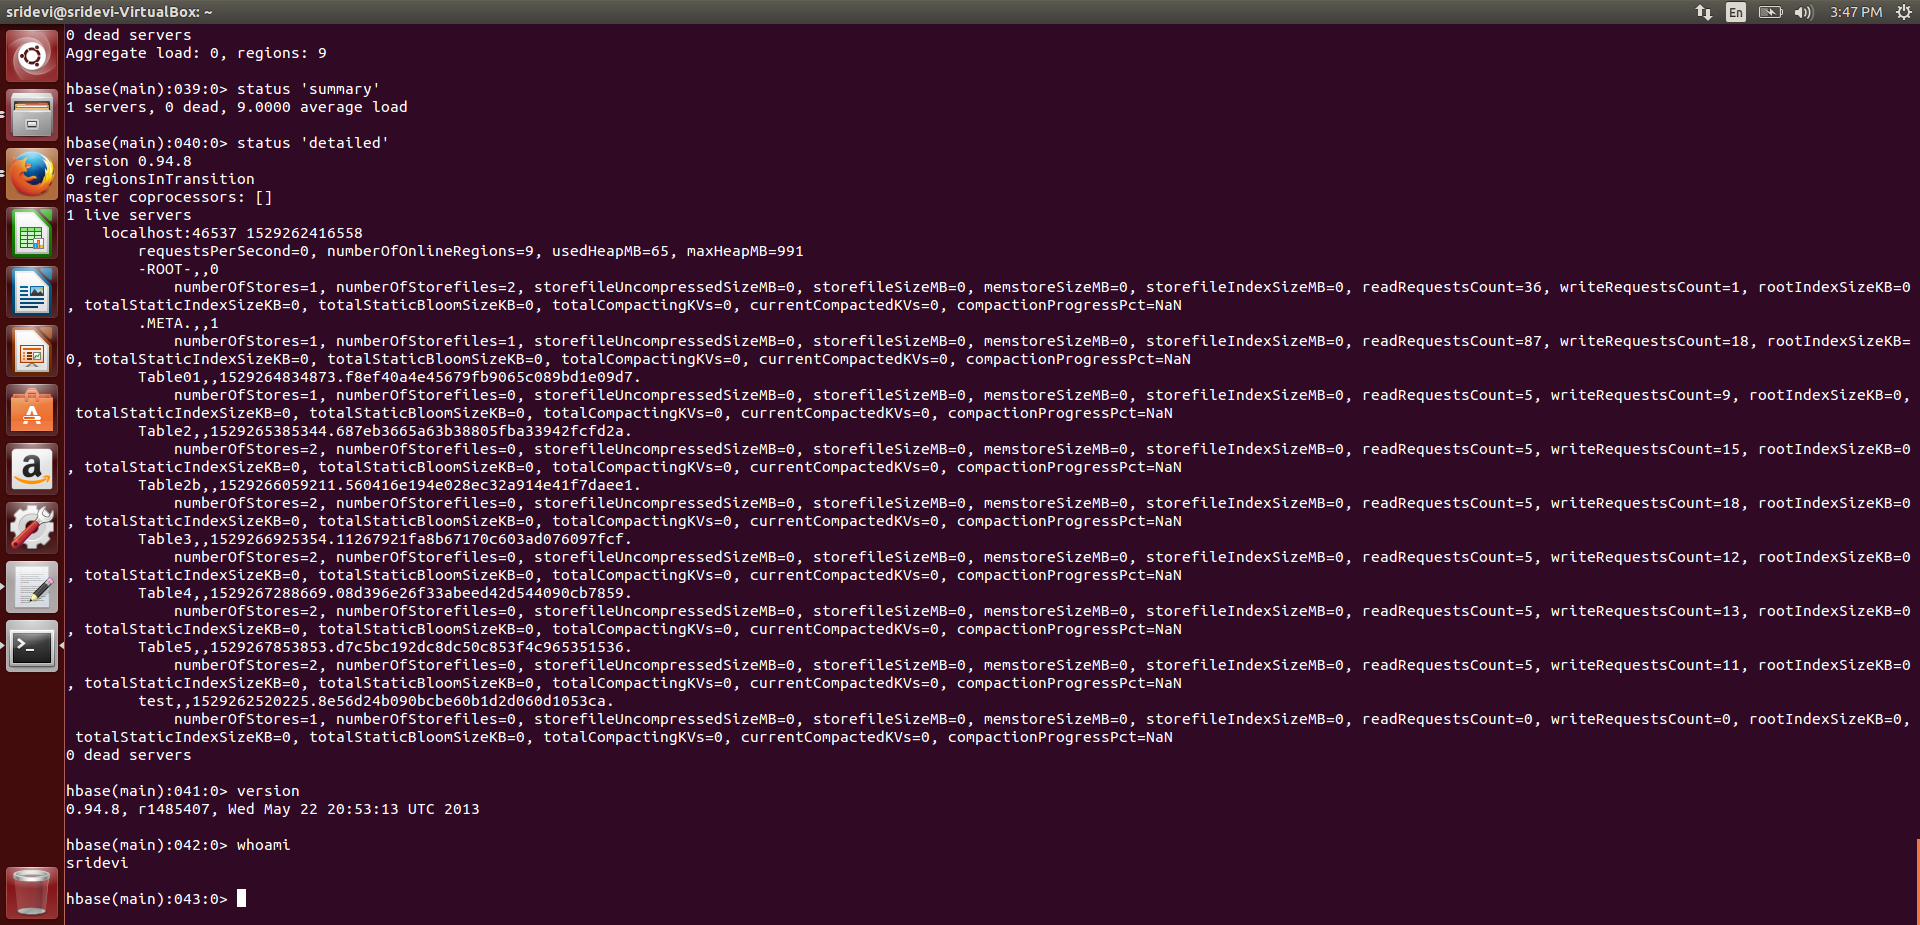 sridevi@sridevi-VirtualBox: ~
En
3:47 PM
0 dead servers
Aggregate load: 0, regions: 9
hbase(main):039:0> status 'summary'
1 servers, 0 dead, 9.0000 average load
hbase(main):040:0> status 'detailed'
version 0.94.8
0 regionsInTransition
master coprocessors: []
1 live servers
localhost:46537 1529262416558
requestsPerSecond=0, numberOfOnlineRegions=9, usedHeapMB=65, maxHeapMB=991
-ROOT-,,0
numberOfStores=1, numberOfStorefiles=2, storefileUncompressedSizeMB=0, storefileSizeMB=0, memstoreSizeMB=0, storefileIndexSizeMB=0, readRequestsCount=36, writeRequestsCount=1, rootIndexSizeKB=0
, totalStaticIndexSizeKB=0, totalStaticBloomSizeKB=0, totalCompactingKVs=0, currentCompactedKVs=0, compactionProgressPct=NaN
.META.,,1
numberOfStores=1, numberOfStorefiles=1, storefileUncompressedSizeMB=0, storefileSizeMB=0, memstoreSizeMB=0, storefileIndexSizeMB=0, readRequestsCount=87, writeRequestsCount=18, rootIndexSizeKB=
0, totalStaticIndexSizeKB=0, totalStaticBloomSizeKB=0, totalCompactingKVs=0, currentCompactedKVs=0, compactionProgressPct=NaN
Table01,,1529264834873.f8ef40a4e45679fb9065c089bd1e09d7.
numberOfStores=1, numberOfStorefiles=0, storefileUncompressedSizeMB=0, storefileSizeMB=0, memstoreSizeMB=0, storefileIndexSizeMB=0, readRequestsCount=5, writeRequestsCount=9, rootIndexSizeKB=0,
totalStaticIndexSizeKB=0, totalStaticBloomSizeKB=0, totalCompactingKVs=0, currentCompactedKVs=0, compactionProgressPct=NaN
Table2,,1529265385344.687eb3665a63b38805fba33942fcfd2a.
numberOfStores=2, numberOfStorefiles=0, storefileUncompressedSizeMB=0, storefileSizeMB=0, memstoreSizeMB=0, storefileIndexSizeMB=0, readRequestsCount=5, writeRequestsCount=15, rootIndexSizeKB=0
, totalStaticIndexSizeKB=0, totalStaticBloomSizeKB=0, totalCompactingKVs=0, currentCompactedKVs=0, compactionProgressPct=NaN
Table2b,,1529266059211.560416e194e028ec32a914e41f7daee1.
numberOfStores=2, numberOfStorefiles=0, storefileUncompressedSizeMB=0, storefileSizeMB=0, memstoreSizeMB=0, storefileIndexSizeMB=0, readRequestsCount=5, writeRequestsCount=18, rootIndexSizeKB=0
, totalStaticIndexSizeKB=0, totalStaticBloomSizeKB=0, totalCompactingKVs=0, currentCompactedKVs=0, compactionProgressPct=NaN
Table3,,1529266925354.11267921fa8b67170c603ad076097fcf.
numberOfStores=2, numberOfStorefiles=0, storefileUncompressedSizeMB=0, storefileSizeMB=0, memstoreSizeMB=0, storefileIndexSizeMB=0, readRequestsCount=5, writeRequestsCount=12, rootIndexSizeKB=0
, totalStaticIndexSizeKB=0, totalStaticBloomSizeKB=0, totalCompactingKVs=0, currentCompactedKVs=0, compactionProgressPct=NaN
Table4,,1529267288669.08d396e26f33abeed42d544090cb7859.
numberOfStores=2, numberOfStorefiles=0, storefileUncompressedSizeMB=0, storefileSizeMB=0, memstoreSizeMB=0, storefileIndexSizeMB=0, readRequestsCount=5, writeRequestsCount=13, rootIndexSizeKB=0
, totalStaticIndexSizeKB=0, totalStaticBloomSizeKB=0, totalCompactingKVs=0, currentCompactedKVs=0, compactionProgressPct=NaN
Table5,,1529267853853.d7c5bc192dc8dc50c853f4c965351536.
numberOfStores=2, numberOfStorefiles=0, storefileUncompressedSizeMB=0, storefileSizeMB=0, memstoreSizeMB=0, storefileIndexSizeMB=0, readRequestsCount=5, writeRequestsCount=11, rootIndexSizeKB=0
, totalStaticIndexSizeKB=0, totalStaticBloomSizeKB=0, totalCompactingKVs=0, currentCompactedKVs=0, compactionProgressPct=NaN
test,,1529262520225.8e56d24b090bcbe60b1d2d060d1053ca.
numberOfStores=1, numberOfStorefiles=0, storefileUncompressedSizeMB=0, storefileSizeMB=0, memstoreSizeMB=0, storefileIndexSizeMB=0, readRequestsCount=0, writeRequestsCount=0, rootIndexSizeKB=0,
totalStaticIndexSizeKB=0, totalStaticBloomSizeKB=0, totalCompactingKVs=0, currentCompactedKVs=0, compactionProgressPct=NaN
0 dead servers
hbase(main):041:0> version
0.94.8, r1485407, Wed May 22 20:53:13 UTC 2013
hbase(main):042:0> whoami
sridevi
hbase(main):043:0>